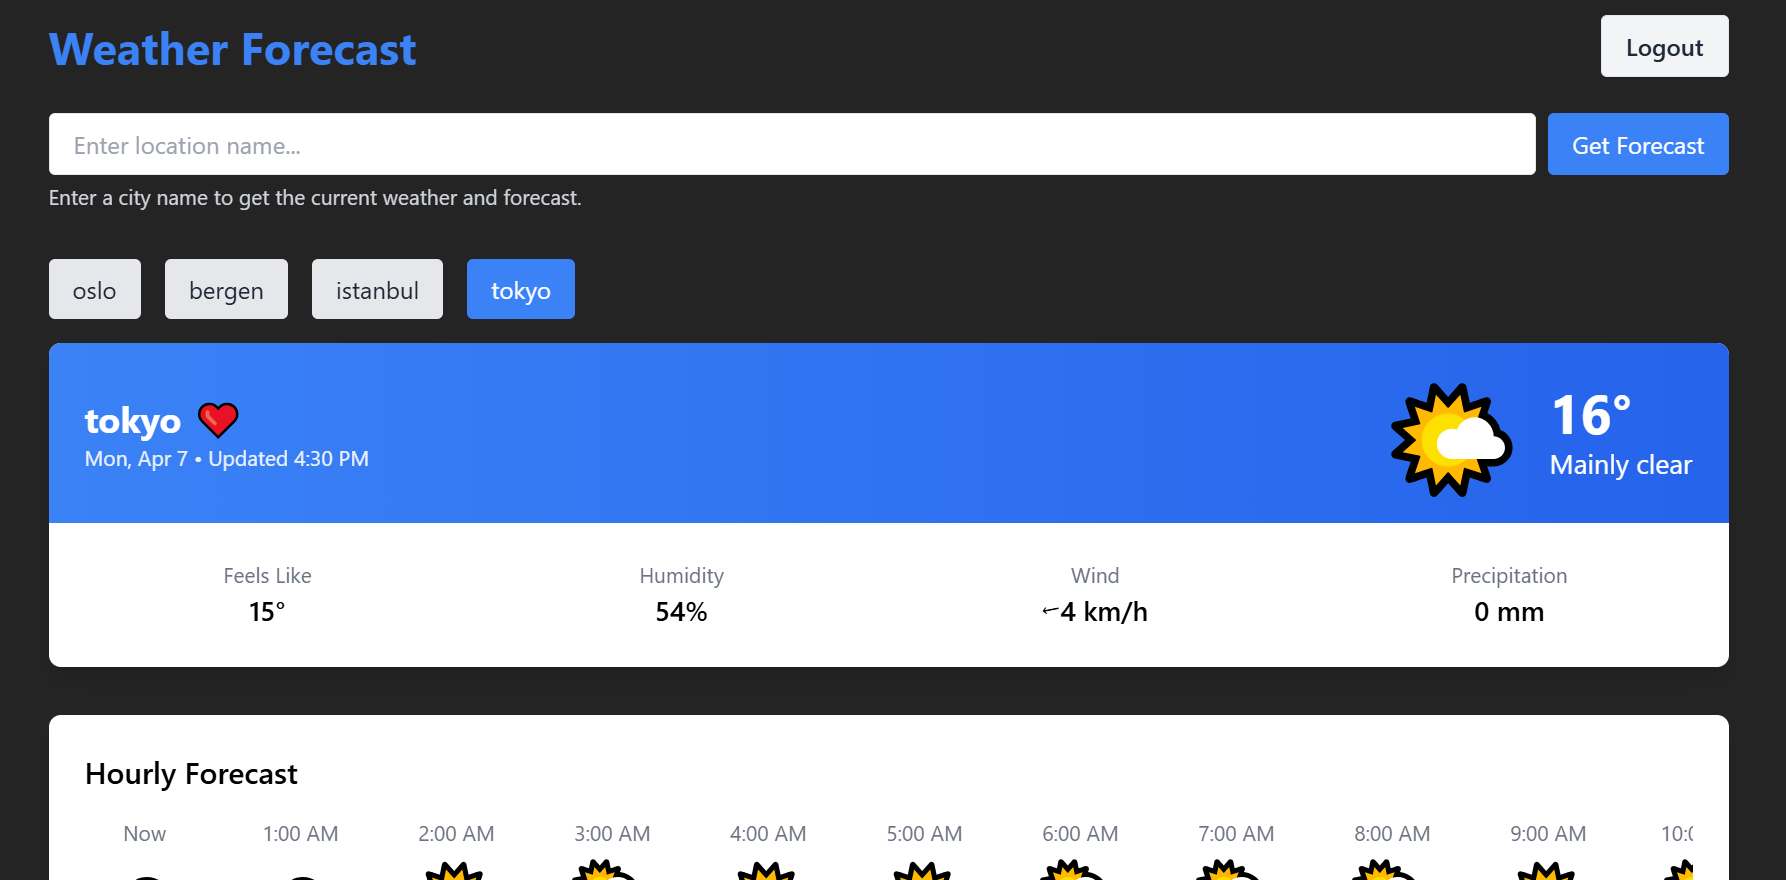 Weather Forecast
Logout
Enter location name...
Get Forecast
Enter a city name to get the current weather and forecast.
oslo
bergen
istanbul
tokyo
tokyo
Mon, Apr 7 • Updated 4:30 PM
16°
Mainly clear
Feels Like
15°
Humidity
54%
Wind
←4 km/h
Precipitation
0 mm
Hourly Forecast
Now 1:00 AM 2:00 AM 3:00 AM 4:00 AM 5:00 AM 6:00 AM 7:00 AM 8:00 AM 9:00 AM